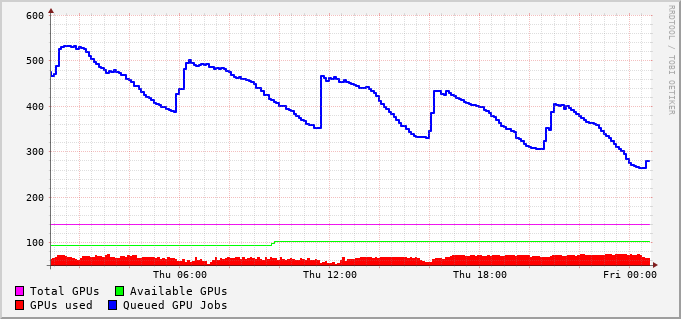 600
500
400
300
200
100
Thu 06:00 Thu 12:00 Thu 18:00 Fri 00:00
Total GPUs Available GPUs
GPUs used Queued GPU Jobs
RRDTOOL / TOBI OETIKER